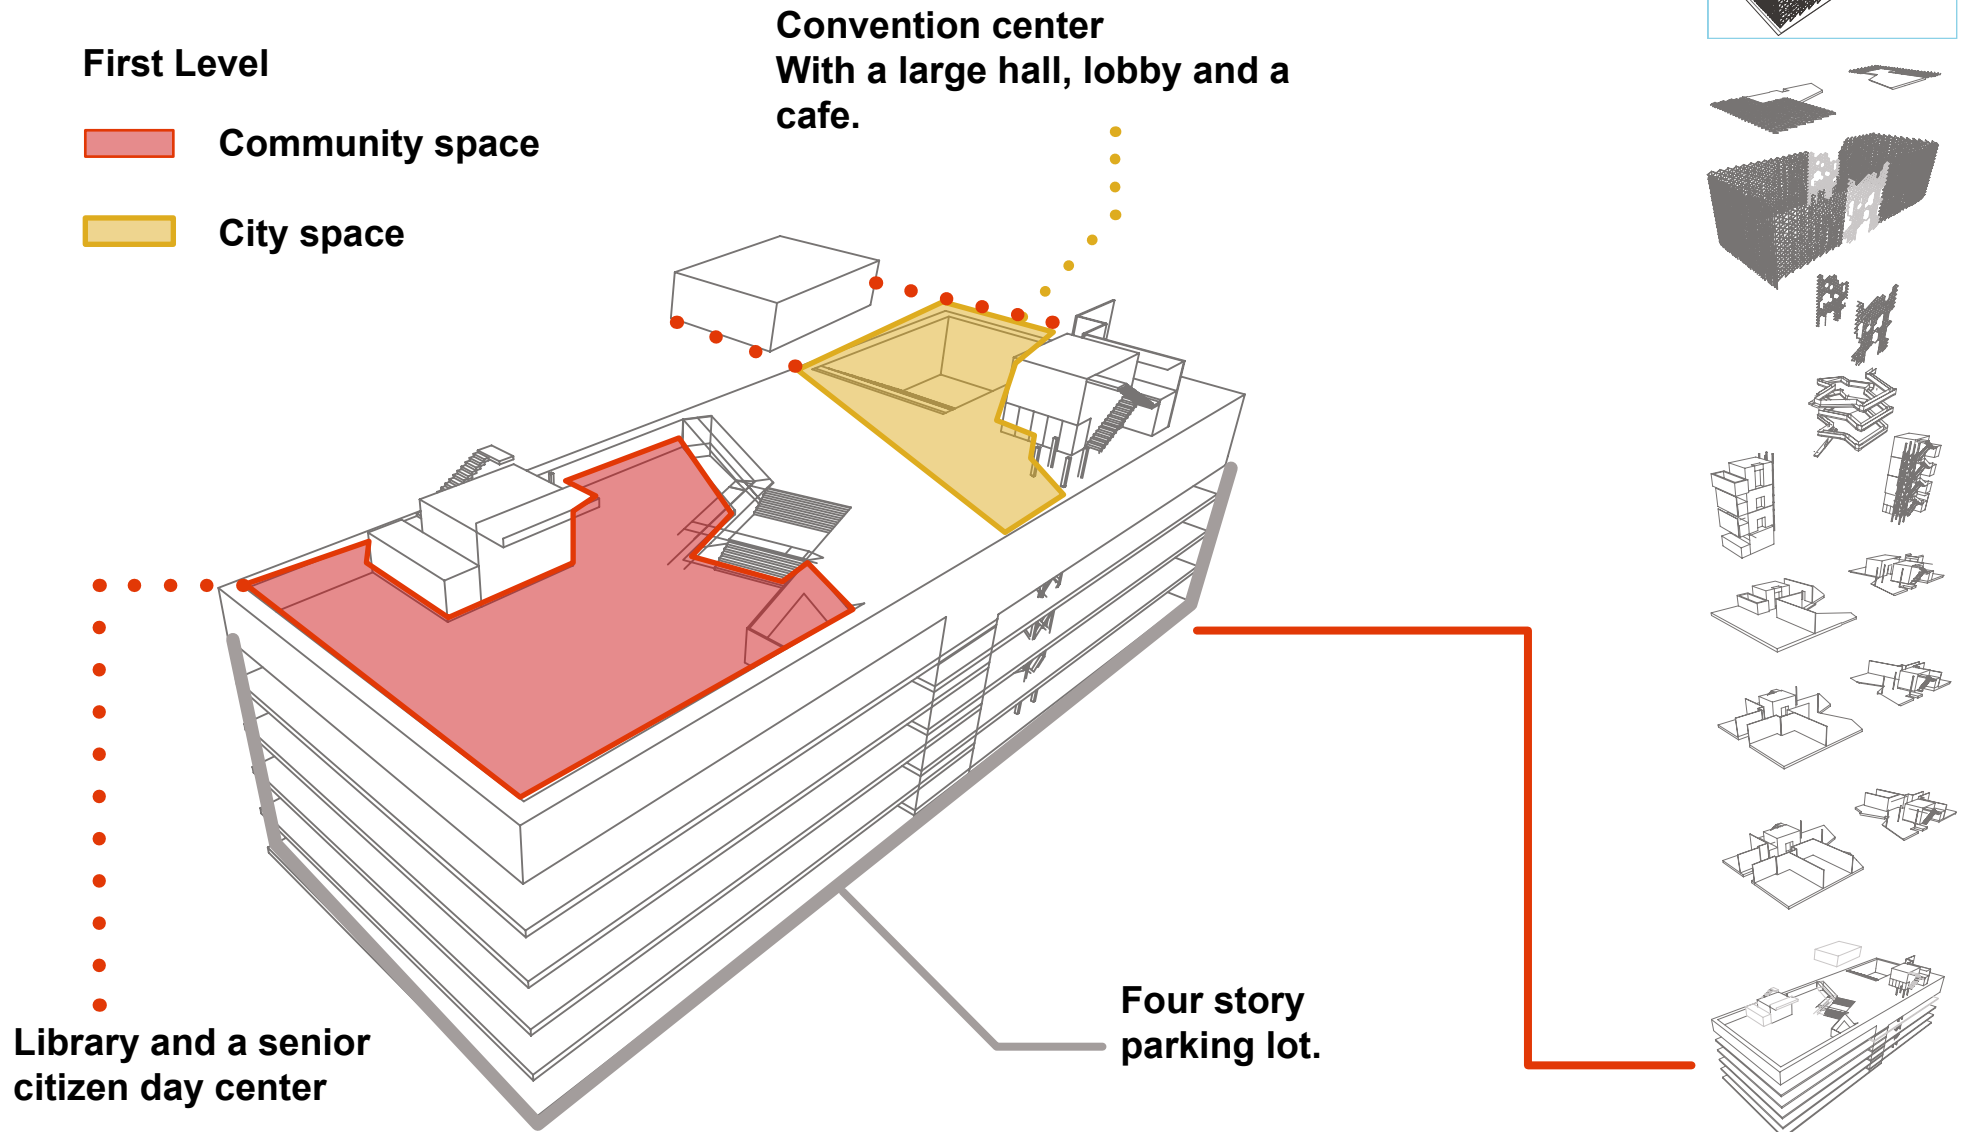 First Level
Community space
City space
Convention center
With a large hall, lobby and a
cafe.
Library and a senior
citizen day center
Four story
parking lot.